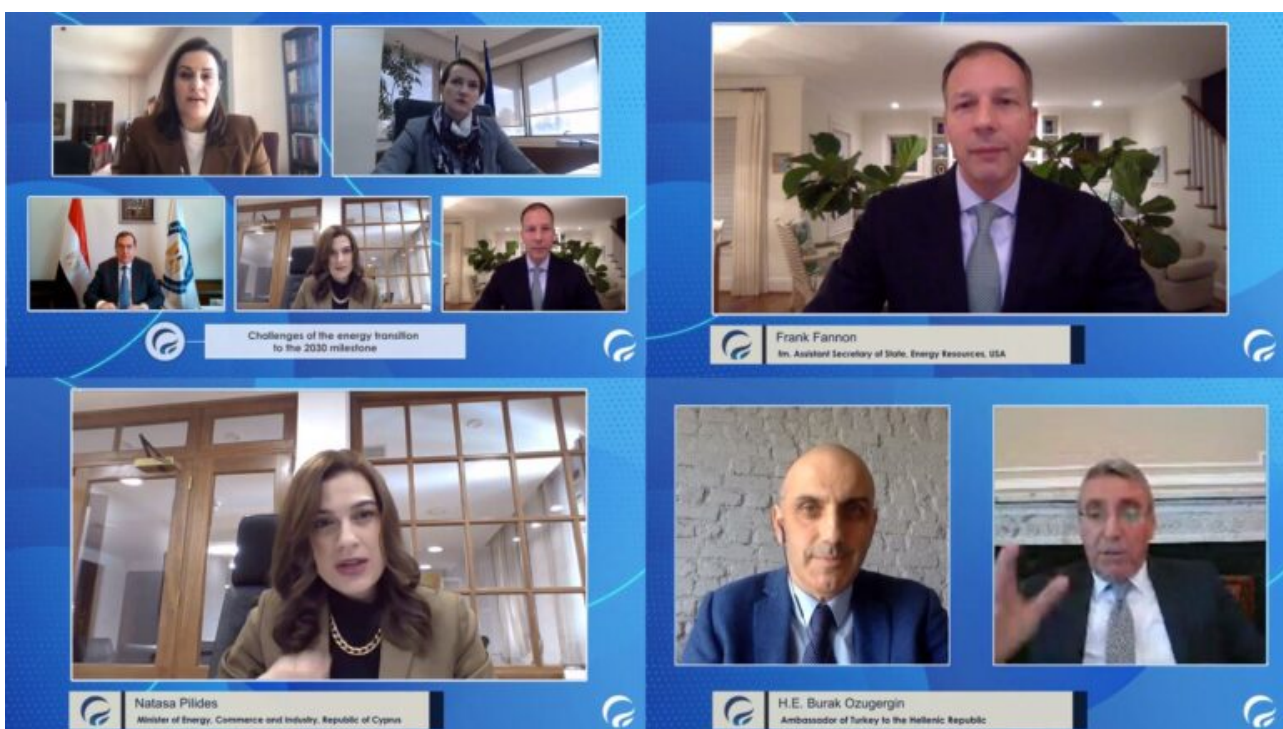 Challenges of the energy transition
to the 2030 milestone
Frank Fannon
fm. Assistant Secretary of State, Energy Resources, USA
Natasa Pilides
Minister of Energy, Commerce and Industry, Republic of Cyprus
H.E. Burak Ozugergin
Ambassador of Turkey to the Hellenic Republic